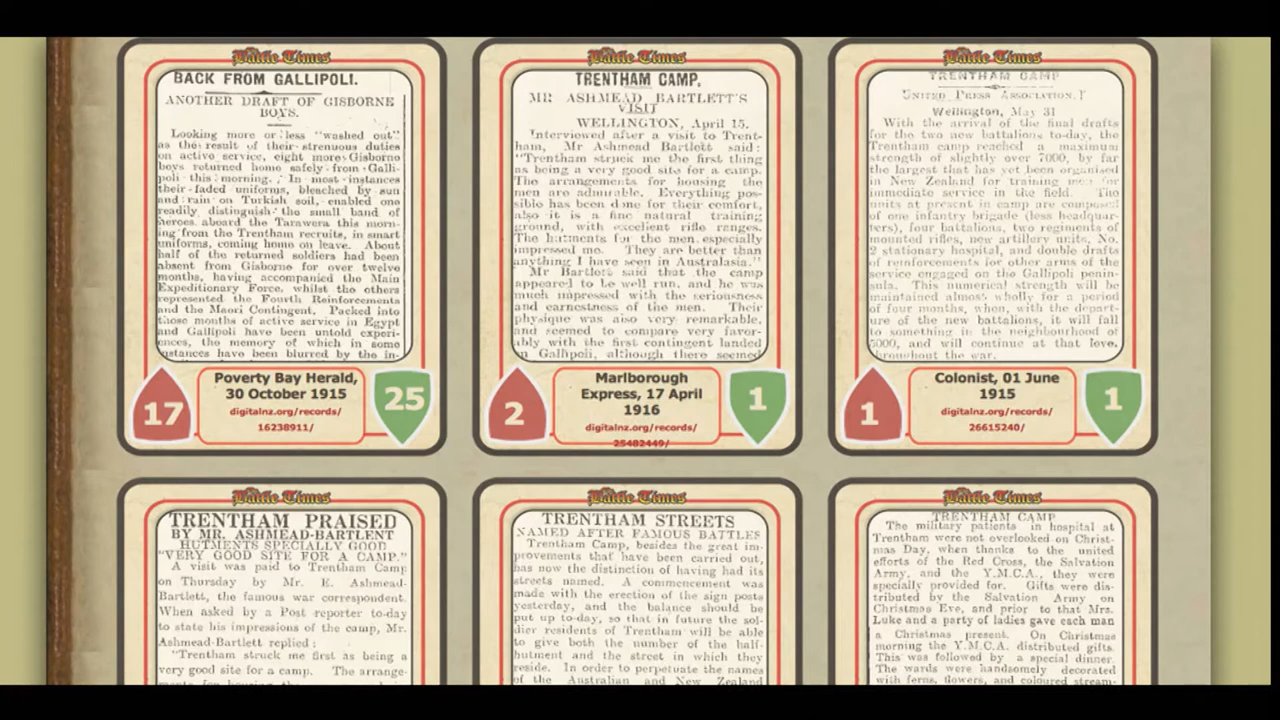 Battle Times
BACK FROM GALLIPOLI.
ANOTHER DRAFT OF GISBORNE
BOYS.
Looking more or less "washed out"
as the result of their strenuous duties
on active service, eight more Gisborne
boys returned home safely from Galli-
poli this morning. In most instances
their faded uniforms, bleached by sun
and rain on Turkish soil, enabled one
readily distinguish the small band of
heroes aboard the Tarawera this morn-
ing from the Trentham recruits, in smart
uniforms, coming home on leave. About
half of the returned soldiers had been
absent from Gisborne for over twelve
months, having accompanied the Main
Expeditionary Force, whilst the others
represented the Fourth Reinforcements
and the Maori Contingent. Packed into
those months of active service in Egypt
and Gallipoli have been untold experi-
ences, the memory of which in some
instances have been blurred by the in-
17
Poverty Bay Herald,
30 October 1915
digitalnz.org/records/
16238911/
25
Battle Times
TRENTHAM CAMP.
MR ASHMEAD BARTLETT'S
VISIT
WELLINGTON, April 15.
Interviewed after a visit to Trent-
ham, Mr Ashmead Bartlett said:
"Trentham struck me the first thing
as being a very good site for a camp.
The arrangements for housing the
men are admirable. Everything pos-
sible has been done for their comfort,
also it is a fine natural training
ground, with excellent rifle ranges.
The hutments for the men especially
impressed me. They are better than
anything I have seen in Australasia."
Mr Bartlett said that the camp
appeared to be well run, and he was
much impressed with the seriousness
and earnestness of the men. Their
physique was also very remarkable,
and seemed to compare very favor-
ably with the first contingent landed
on Gallipoli, although there seemed
2
Marlborough
Express, 17 April
1916
digitalnz.org/records/
25482449/
1
Battle Times
TRENTHAM CAMP
UNITED PRESS ASSOCIATION.]
Wellington, May 31
With the arrival of the final drafts
for the two new battalions to-day, the
Trentham camp reached a maximum
strength of slightly over 7000, by far
the largest that has yet been organised
in New Zealand for training men for
immediate service in the field. The
units at present in camp are composed
of one infantry brigade (less headquar-
ters), four battalions, two regiments of
mounted rifles, new artillery units, No.
2 stationary hospital, and double drafts
of reinforcements for other arms of the
service engaged on the Gallipoli penin-
sula. This numerical strength will be
maintained almost wholly for a period
of four months, when, with the depart-
ure of the new battalions, it will fall
to something in the neighbourhood of
5000, and will continue at that level
throughout the war.
1
Colonist, 01 June
1915
digitalnz.org/records/
26615240/
1
Battle Times
TRENTHAM PRAISED
BY MR. ASHMEAD-BARTLENT
HUTMENTS SPECIALLY GOOD
"VERY GOOD SITE FOR A CAMP."
A visit was paid to Trentham Camp
on Thursday by Mr. E. Ashmead-
Bartlett, the famous war correspondent.
When asked by a Post reporter to-day
to state his impressions of the camp, Mr.
Ashmead-Bartlett replied:
"Trentham struck me first as being a
very good site for a camp. The arrange-
ments for housing the
Battle Times
TRENTHAM STREETS
NAMED AFTER FAMOUS BATTLES
Trentham Camp, besides the great im-
provements that have been carried out,
has now the distinction of having had its
streets named. A commencement was
made with the erection of the sign posts
yesterday, and the balance should be
put up to-day, so that in future the sol-
dier residents of Trentham will be able
to give both the number of the half-
hutment and the street in which they
reside. In order to perpetuate the names
of the Australian and New Zealand
Battle Times
TRENTHAM CAMP
The military patients in hospital at
Trentham were not overlooked on Christ-
mas Day, when thanks to the united
efforts of the Red Cross, the Salvation
Army, and the Y.M.C.A., they were
specially provided for. Gifts were dis-
tributed by the Salvation Army on
Christmas Eve, and prior to that Mrs.
Luke and a party of ladies gave each man
a Christmas present. On Christmas
morning the Y.M.C.A. distributed gifts.
This was followed by a special dinner.
The wards were handsomely decorated
with ferns, flowers, and coloured stream-